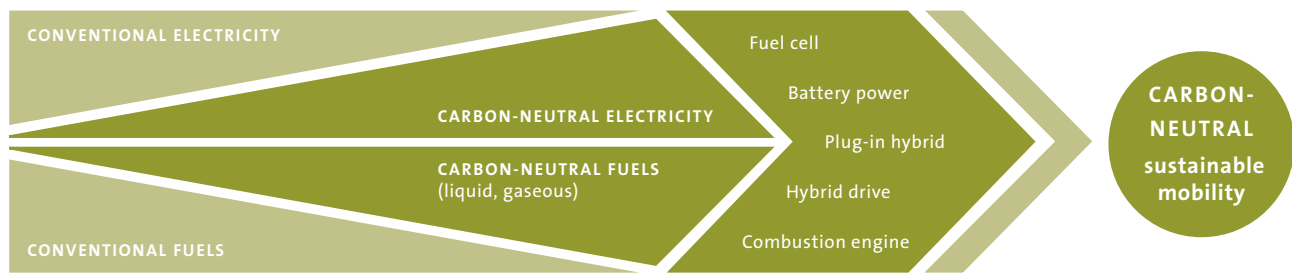 CONVENTIONAL ELECTRICITY
CARBON-NEUTRAL ELECTRICITY
CARBON-NEUTRAL FUELS
(liquid, gaseous)
CONVENTIONAL FUELS
Fuel cell
Battery power
Plug-in hybrid
Hybrid drive
Combustion engine
CARBON-
NEUTRAL
sustainable
mobility